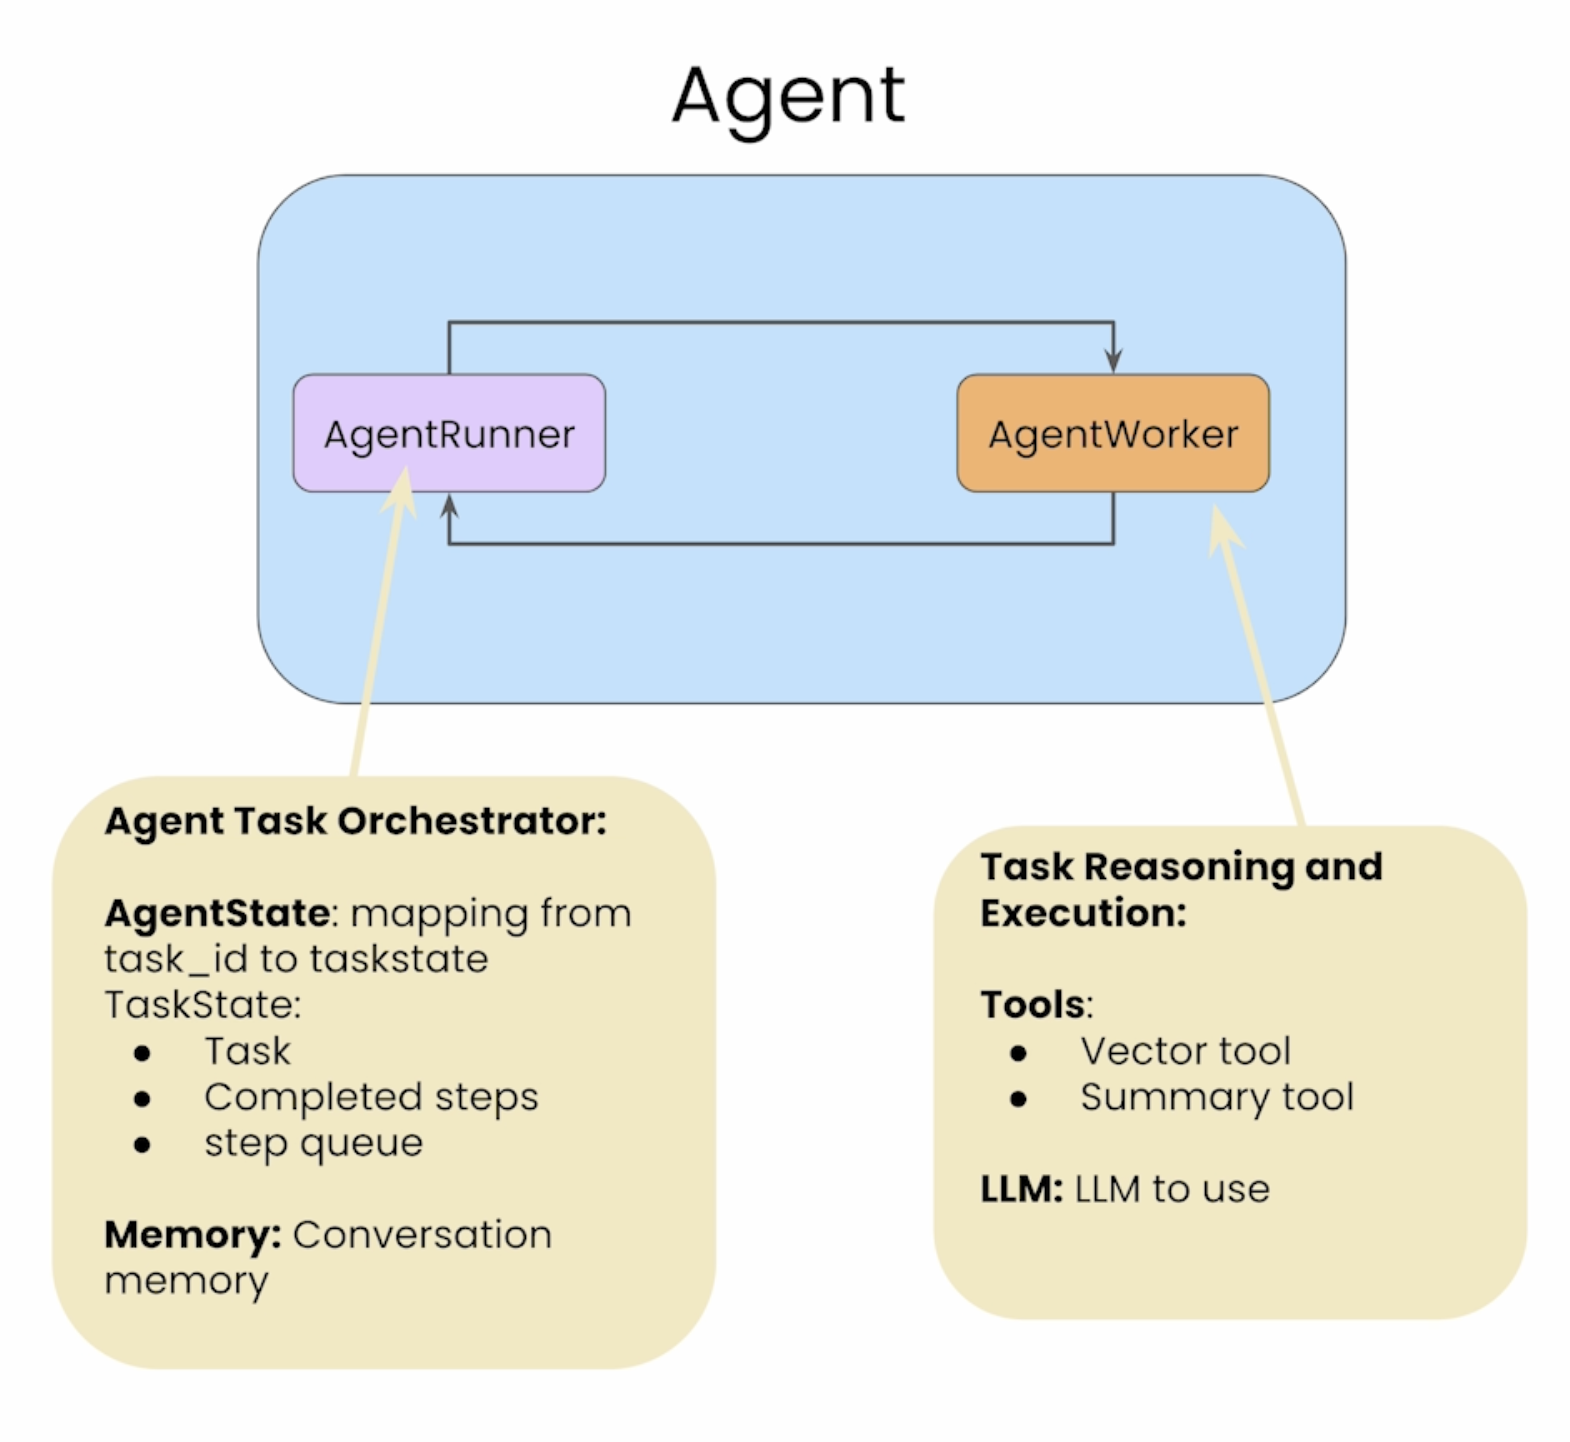 Agent
AgentRunner
AgentWorker
Agent Task Orchestrator:
AgentState: mapping from
task_id to taskstate
TaskState:
● Task
● Completed steps
● step queue
Memory: Conversation
memory
Task Reasoning and
Execution:
Tools:
● Vector tool
● Summary tool
LLM: LLM to use